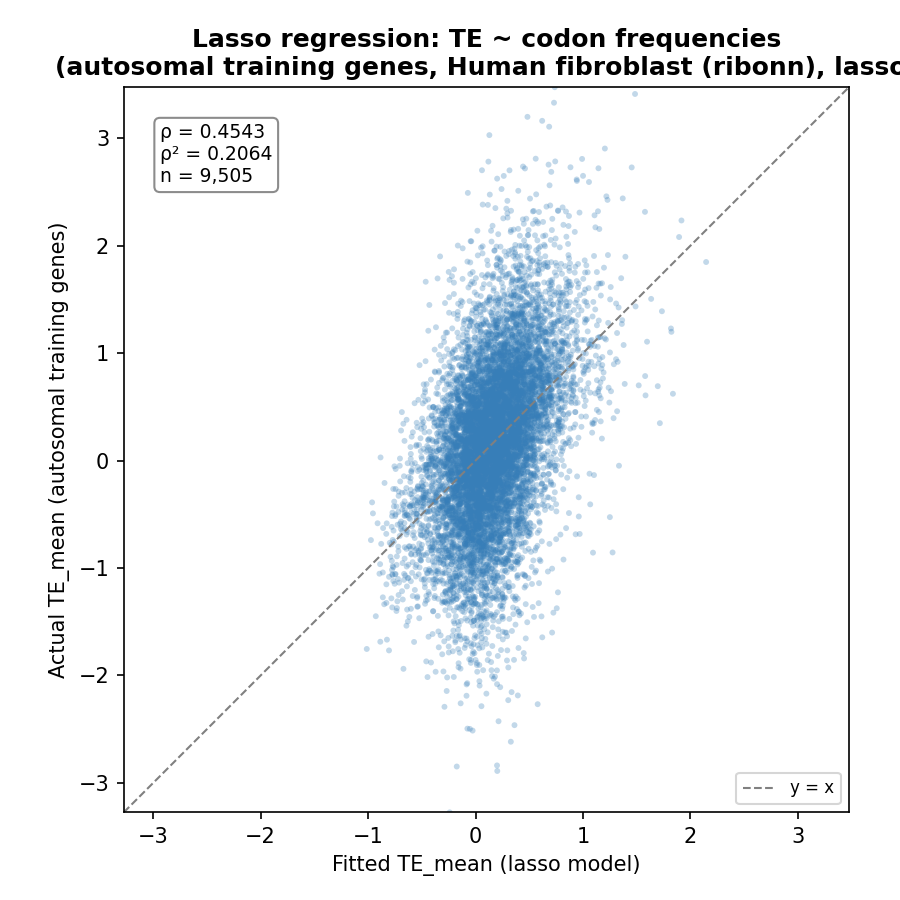 Lasso regression: TE ~ codon frequencies
(autosomal training genes, Human fibroblast (ribonn), lasso
ρ = 0.4543
ρ² = 0.2064
n = 9,505
Actual TE_mean (autosomal training genes)
3
2
1
0
−1
−2
−3
y = x
−3
−2
−1
0
1
2
3
Fitted TE_mean (lasso model)